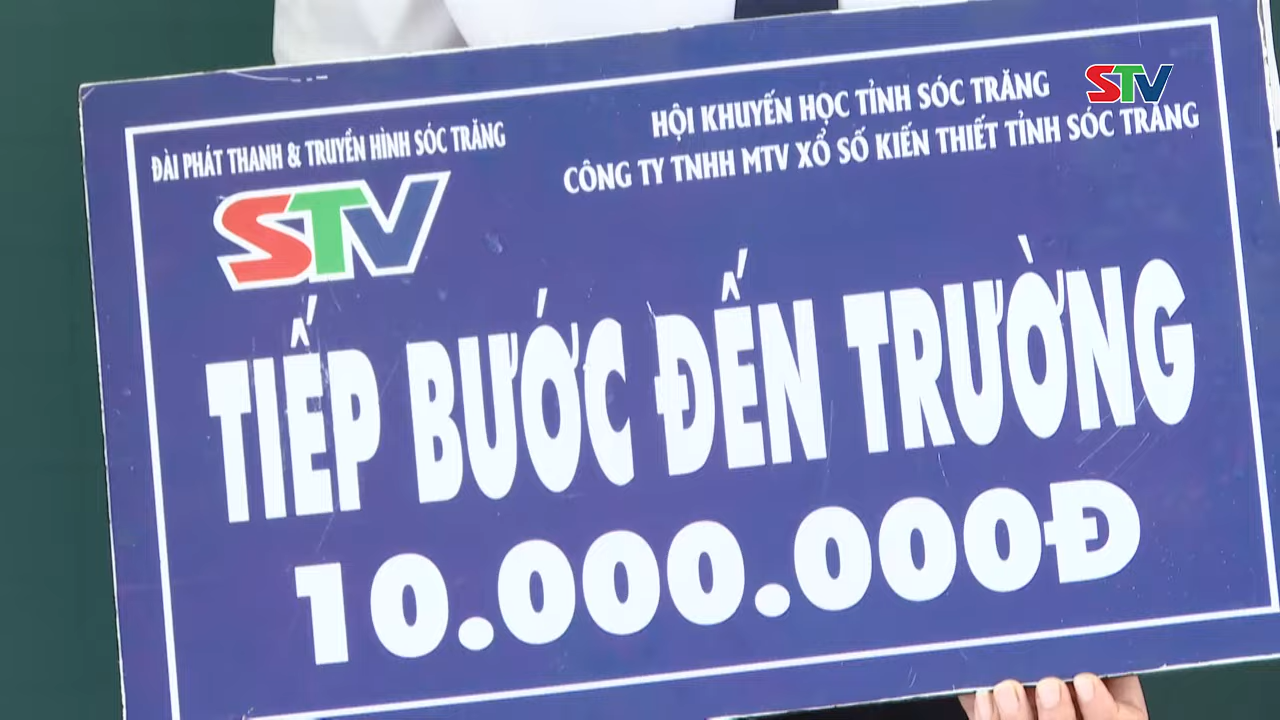 STV
ĐÀI PHÁT THANH & TRUYỀN HÌNH SÓC TRĂNG
STV
HỘI KHUYẾN HỌC TỈNH SÓC TRĂNG
CÔNG TY TNHH MTV XỔ SỐ KIẾN THIẾT TỈNH SÓC TRĂNG
TIẾP BƯỚC ĐẾN TRƯỜNG
10.000.000Đ